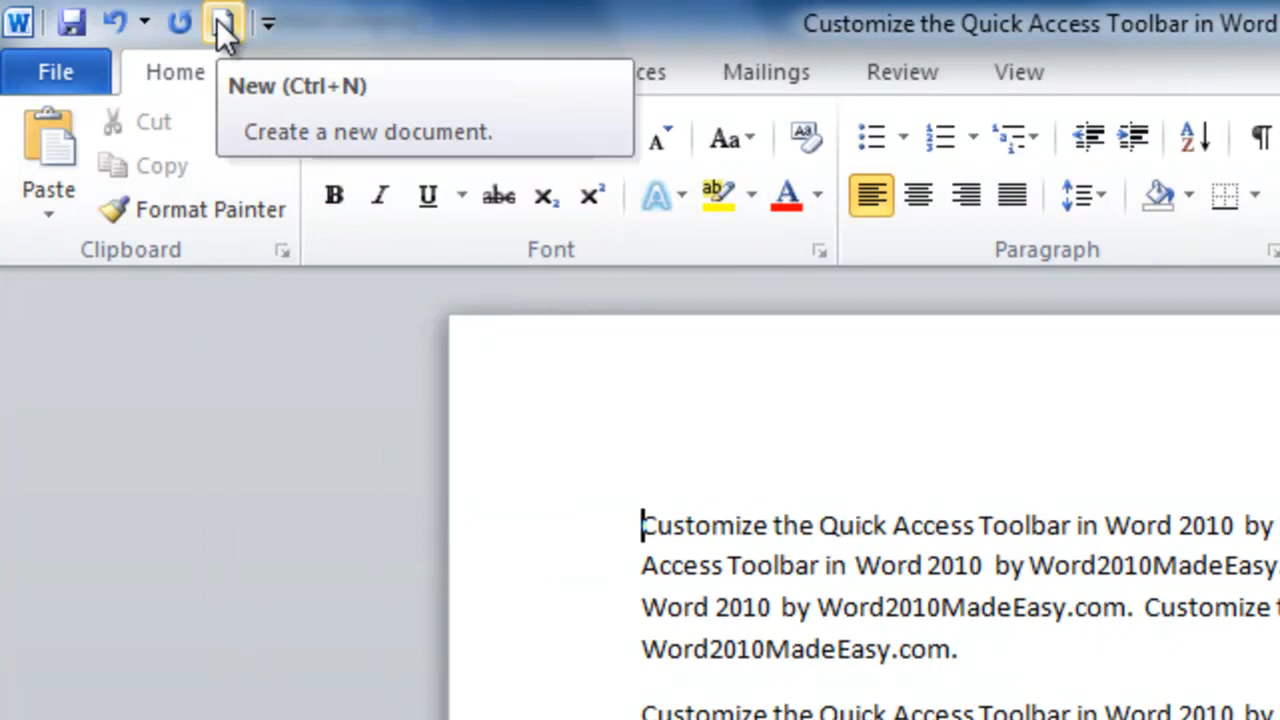 W
Customize the Quick Access Toolbar in Word
File
Home
ces
Mailings
Review
View
New (Ctrl+N)
Create a new document.
Paste
Cut
Copy
Format Painter
B I U abc x₂ x² A ab A
A Aa Aa
A Z ¶
Clipboard
Font
Paragraph
Customize the Quick Access Toolbar in Word 2010 by
Access Toolbar in Word 2010 by Word2010MadeEasy.
Word 2010 by Word2010MadeEasy.com. Customize t
Word2010MadeEasy.com.
Customize the Quick Access Toolbar in Word 2010 by